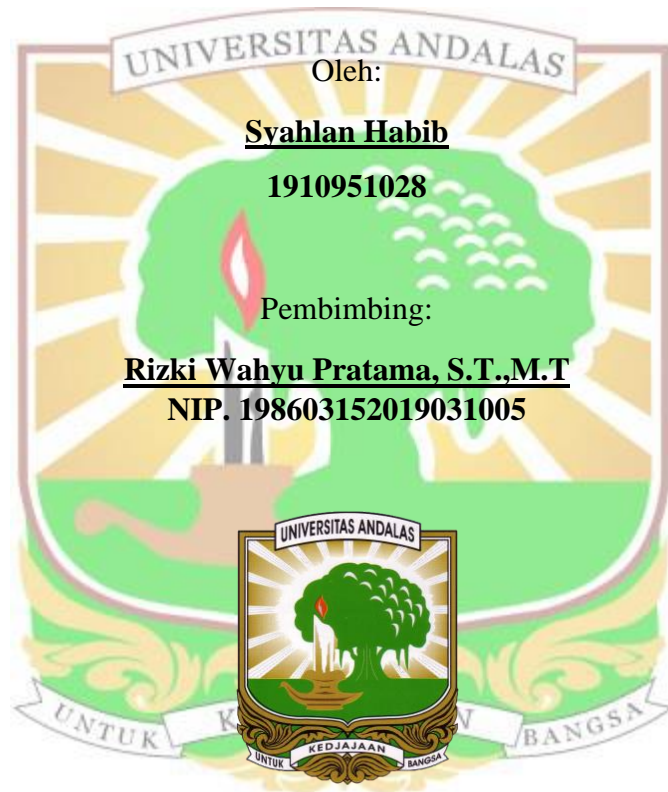 UNIVERSITAS ANDALAS
Oleh:
Syahlan Habib
1910951028
Pembimbing:
Rizki Wahyu Pratama, S.T.,M.T
NIP. 198603152019031005
UNIVERSITAS ANDALAS
UNTUK K N BANGSA
UNTUK KEDJAJAAN BANGSA